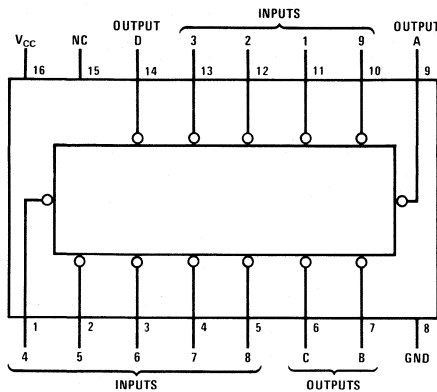 INPUTS
OUTPUT OUTPUT
VCC NC D 3 2 1 9 A
16 15 14 13 12 11 10 9
1 2 3 4 5 6 7 8
4 5 6 7 8 C B GND
INPUTS OUTPUTS